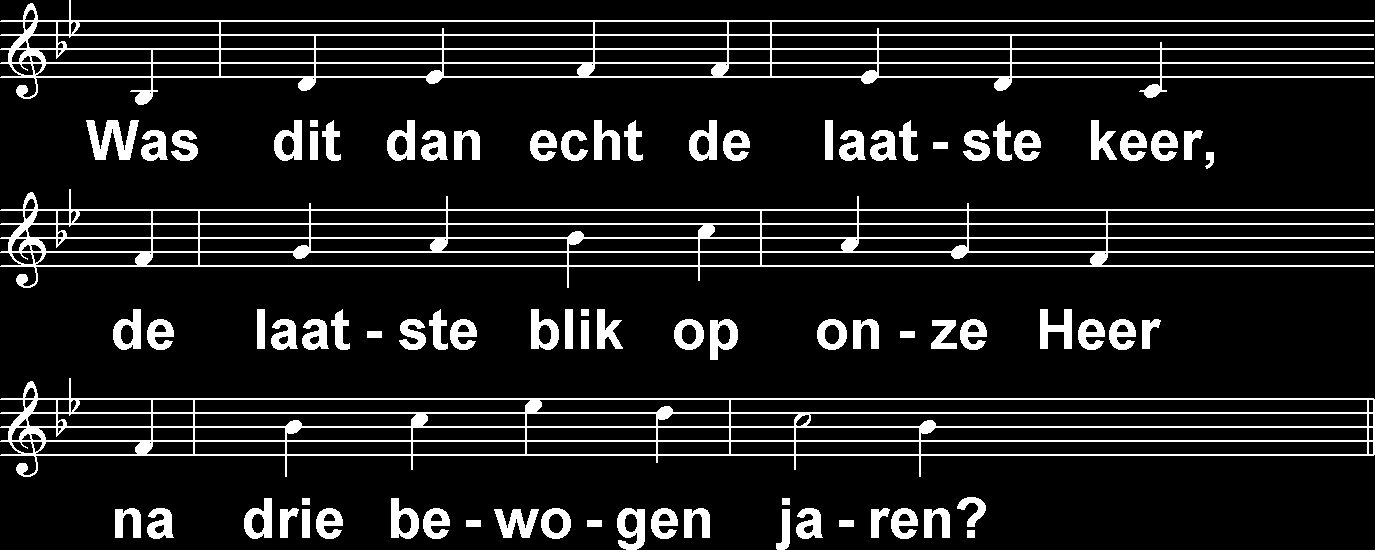 Was dit dan echt de laat - ste keer,
de laat - ste blik op on - ze Heer
na drie be - wo - gen ja - ren?